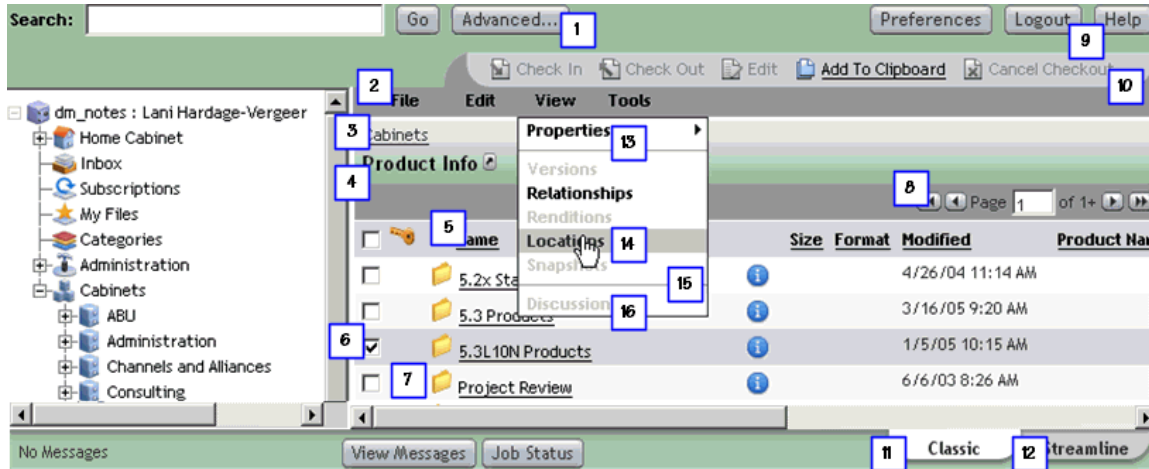 Search: Go Advanced... 1 Preferences Logout Help 9
Check In Check Out Edit Add To Clipboard Cancel Checkout 10
2 File Edit View Tools
dm_notes : Lani Hardage-Vergeer
3 Cabinets Properties 13
Home Cabinet
Product Info
Inbox
Versions
4
Subscriptions
Relationships
8 Page 1 of 1+
My Files
Renditions
5 Name Size Format Modified Product Nar
Categories
Locations 14
Administration
Snapshots
5.2x Sta 4/26/04 11:14 AM
15
Cabinets
Discussion 16
ABU
5.3 Products 3/16/05 9:20 AM
Administration
6 5.3L10N Products 1/5/05 10:15 AM
Channels and Alliances
7 Project Review 6/6/03 8:26 AM
Consulting
No Messages View Messages Job Status 11 Classic 12 Streamline